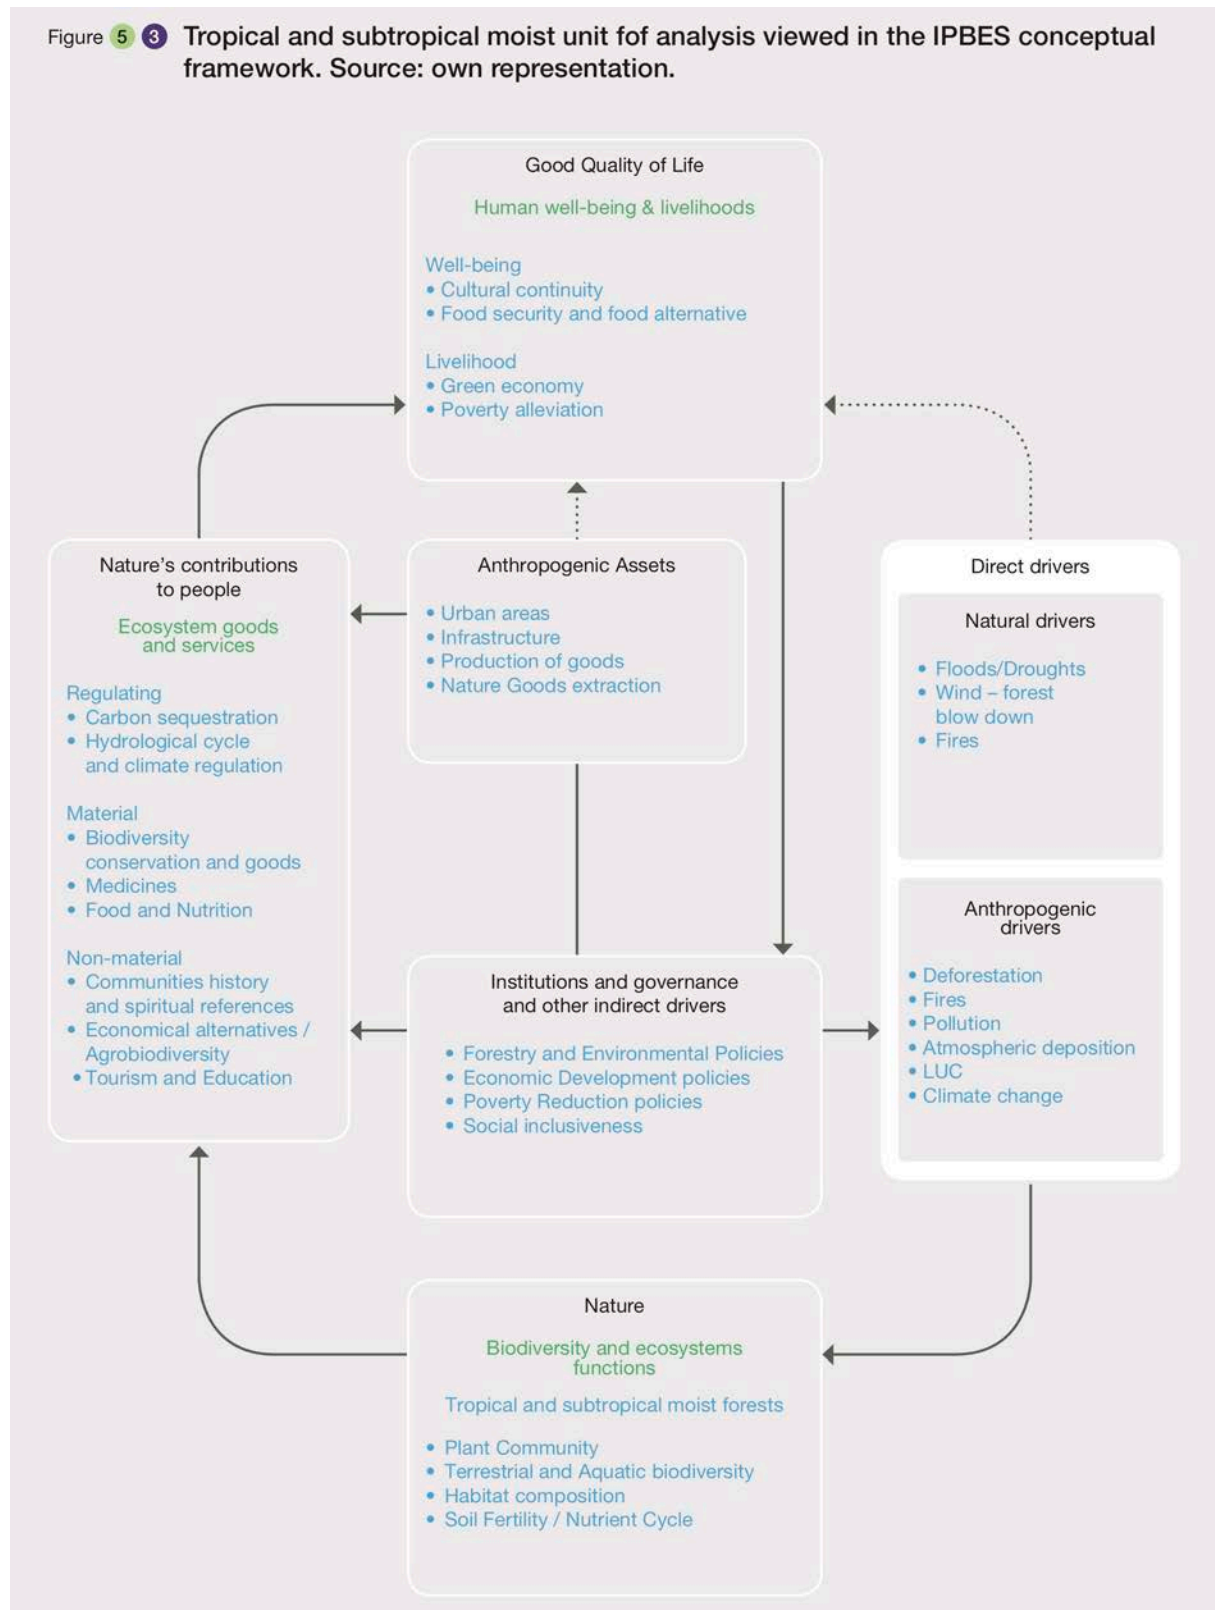 Figure 5 3 Tropical and subtropical moist unit fof analysis viewed in the IPBES conceptual
framework. Source: own representation.
Good Quality of Life
Human well-being & livelihoods
Well-being
• Cultural continuity
• Food security and food alternative
Livelihood
• Green economy
• Poverty alleviation
Nature’s contributions
to people
Ecosystem goods
and services
Regulating
• Carbon sequestration
• Hydrological cycle
and climate regulation
Material
• Biodiversity
conservation and goods
• Medicines
• Food and Nutrition
Non-material
• Communities history
and spiritual references
• Economical alternatives /
Agrobiodiversity
• Tourism and Education
Anthropogenic Assets
• Urban areas
• Infrastructure
• Production of goods
• Nature Goods extraction
Direct drivers
Natural drivers
• Floods/Droughts
• Wind – forest
blow down
• Fires
Anthropogenic
drivers
• Deforestation
• Fires
• Pollution
• Atmospheric deposition
• LUC
• Climate change
Institutions and governance
and other indirect drivers
• Forestry and Environmental Policies
• Economic Development policies
• Poverty Reduction policies
• Social inclusiveness
Nature
Biodiversity and ecosystems
functions
Tropical and subtropical moist forests
• Plant Community
• Terrestrial and Aquatic biodiversity
• Habitat composition
• Soil Fertility / Nutrient Cycle